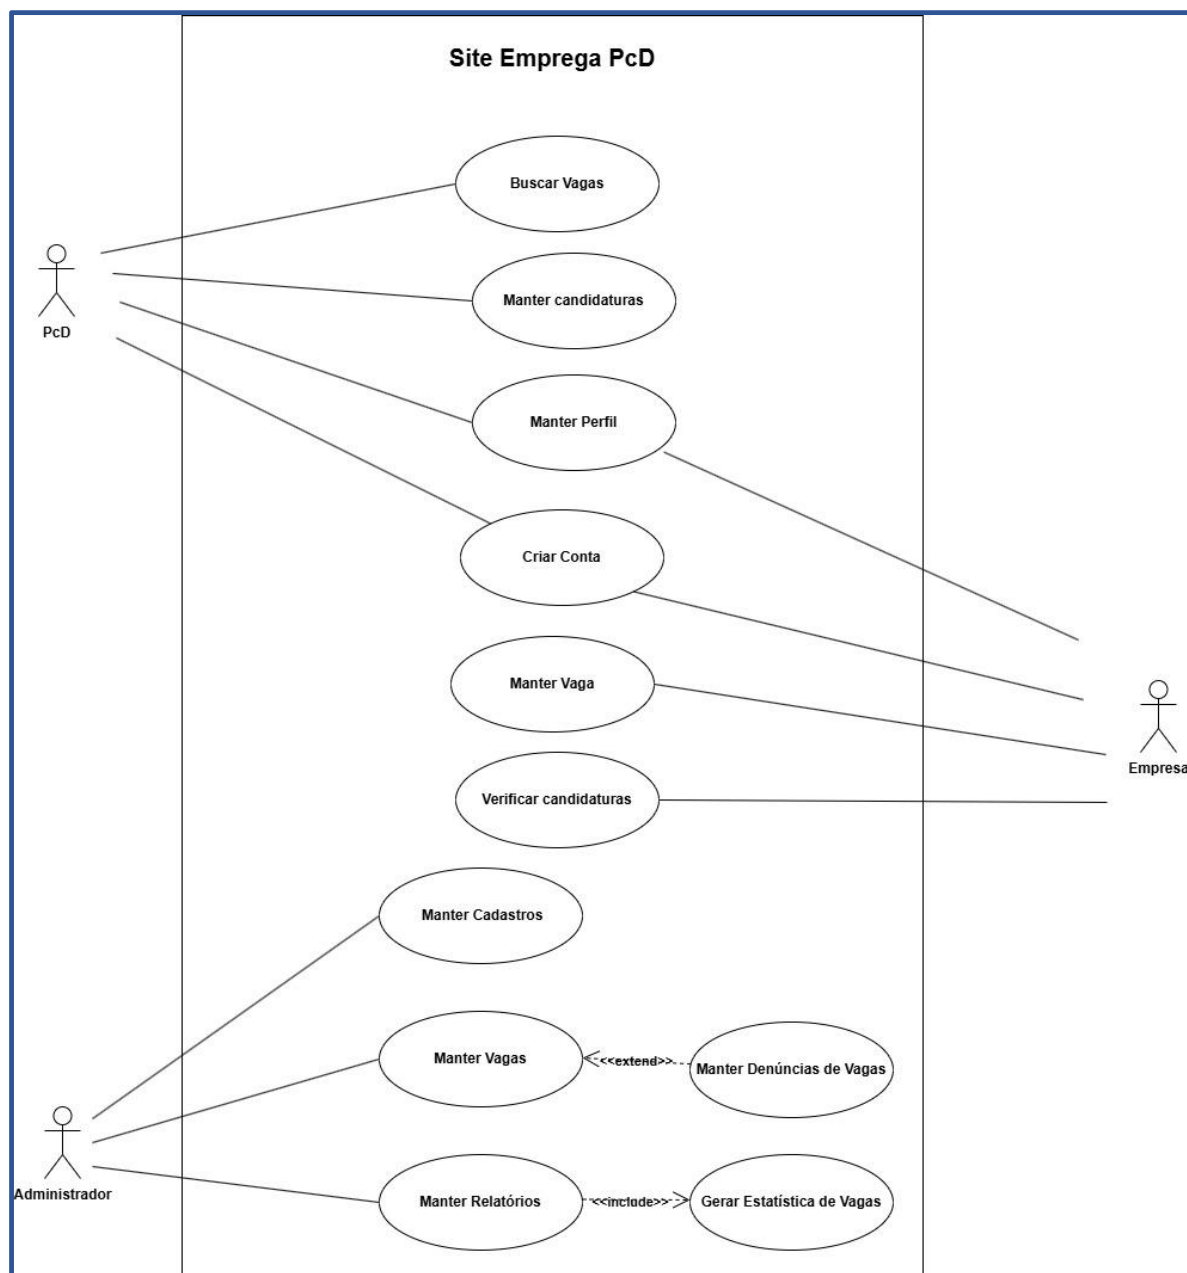 Site Emprega PcD
Buscar Vagas
Manter candidaturas
PcD
Manter Perfil
Criar Conta
Manter Vaga
Empresa
Verificar candidaturas
Manter Cadastros
Manter Vagas
<<extend>>
Manter Denúncias de Vagas
Administrador
Manter Relatórios
<<include>>
Gerar Estatística de Vagas